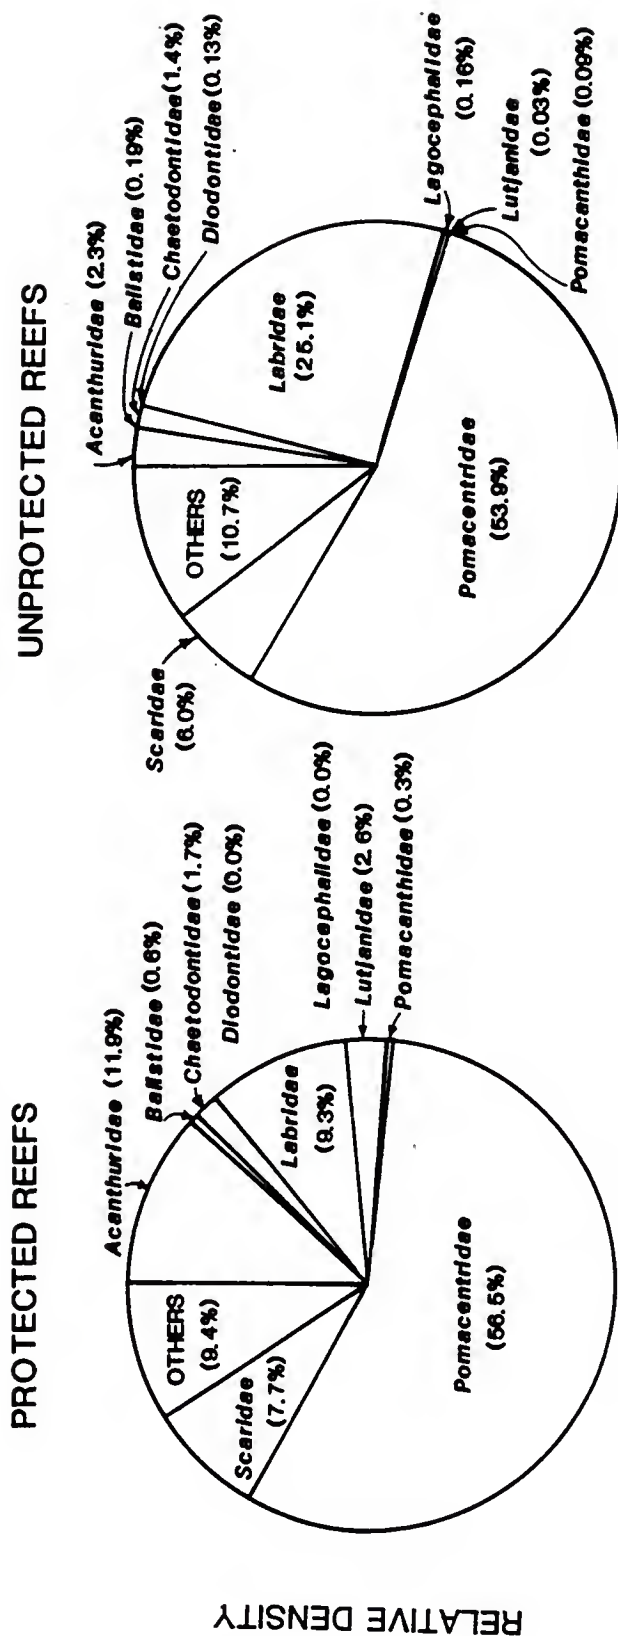 RELATIVE DENSITY
PROTECTED REEFS
Acanthuridae (11.9%)
Balistidae (0.6%)
Chaetodontidae (1.7%)
Diodontidae (0.0%)
Labridae
(9.3%)
Lagocephalidae (0.0%)
Lutjanidae (2.6%)
Pomacanthidae (0.3%)
Pomacentridae
(56.5%)
Scaridae
(7.7%)
OTHERS
(9.4%)
UNPROTECTED REEFS
Acanthuridae (2.3%)
Balistidae (0.19%)
Chaetodontidae (1.4%)
Diodontidae (0.13%)
Labridae
(25.1%)
Lagocephalidae
(0.16%)
Lutjanidae
(0.03%)
Pomacanthidae (0.09%)
Pomacentridae
(53.9%)
Scaridae
(6.0%)
OTHERS
(10.7%)